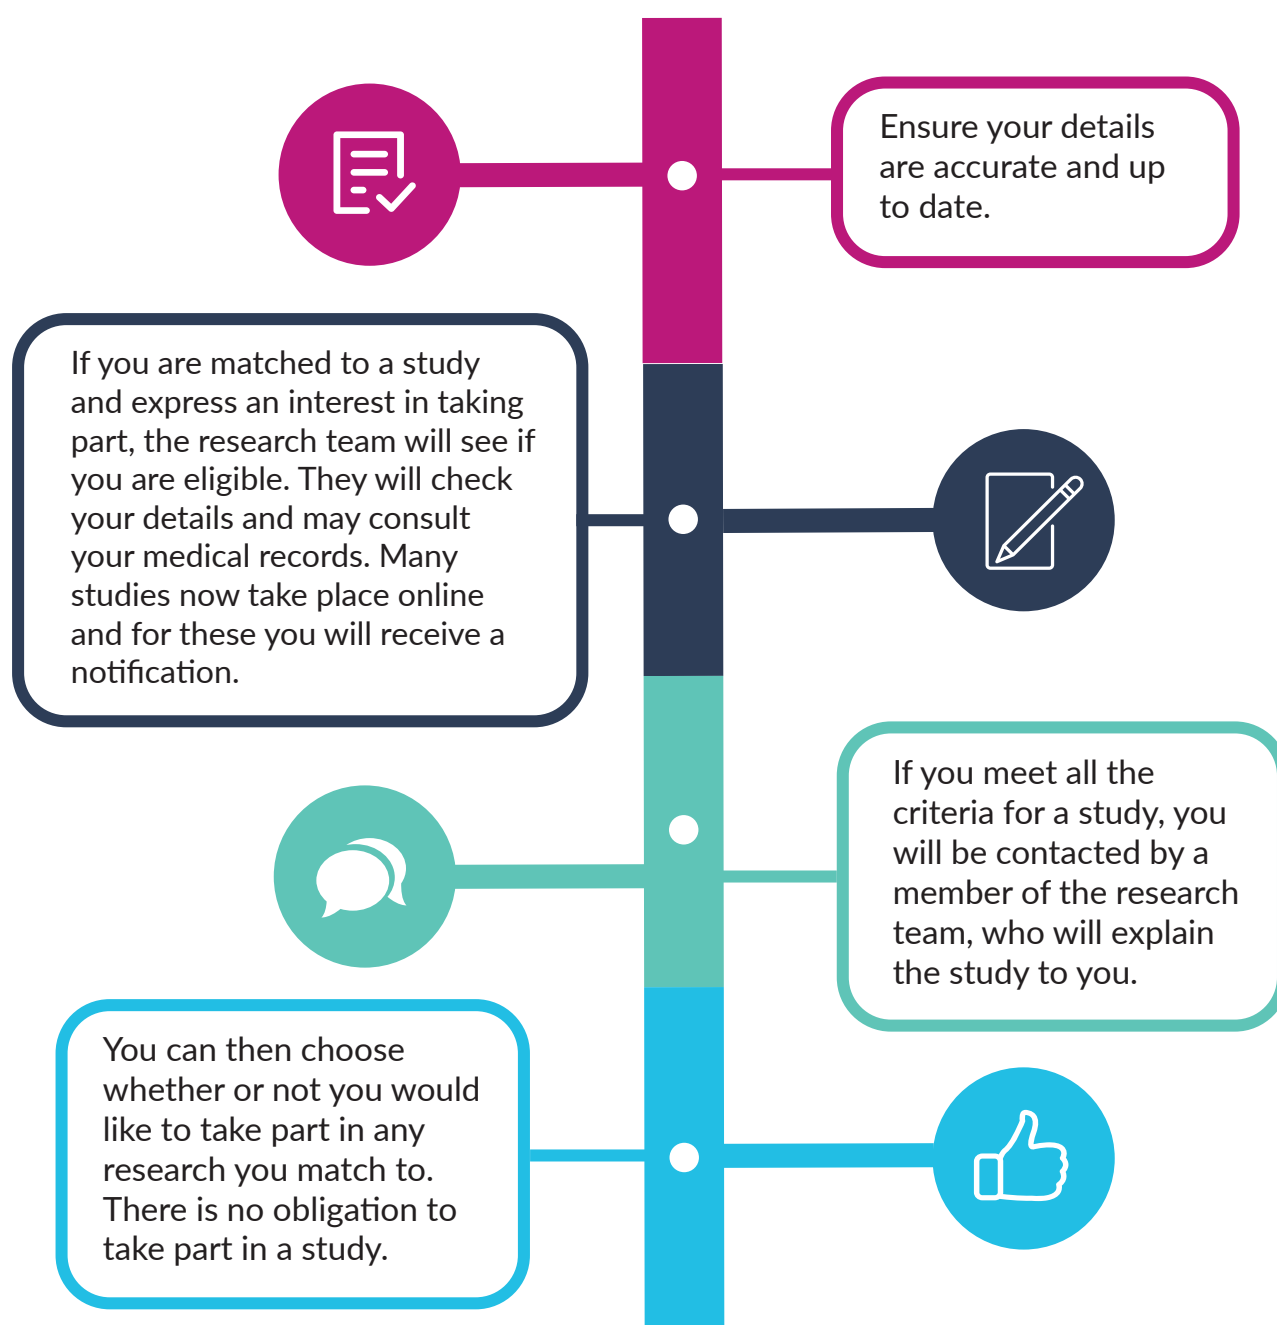 Ensure your details
are accurate and up
to date.
If you are matched to a study
and express an interest in taking
part, the research team will see if
you are eligible. They will check
your details and may consult
your medical records. Many
studies now take place online
and for these you will receive a
notification.
If you meet all the
criteria for a study, you
will be contacted by a
member of the research
team, who will explain
the study to you.
You can then choose
whether or not you would
like to take part in any
research you match to.
There is no obligation to
take part in a study.